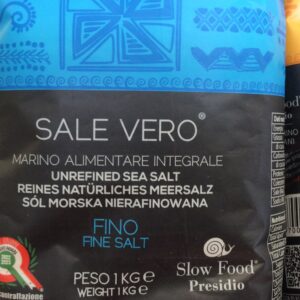 SALE VERO®
MARINO ALIMENTARE INTEGRALE
UNREFINED SEA SALT
REINES NATÜRLICHES MEERSALZ
SÓL MORSKA NIERAFINOWANA
FINO
FINE SALT
PESO 1 KG ℮
WEIGHT 1 KG ℮
Slow Food®
Presidio